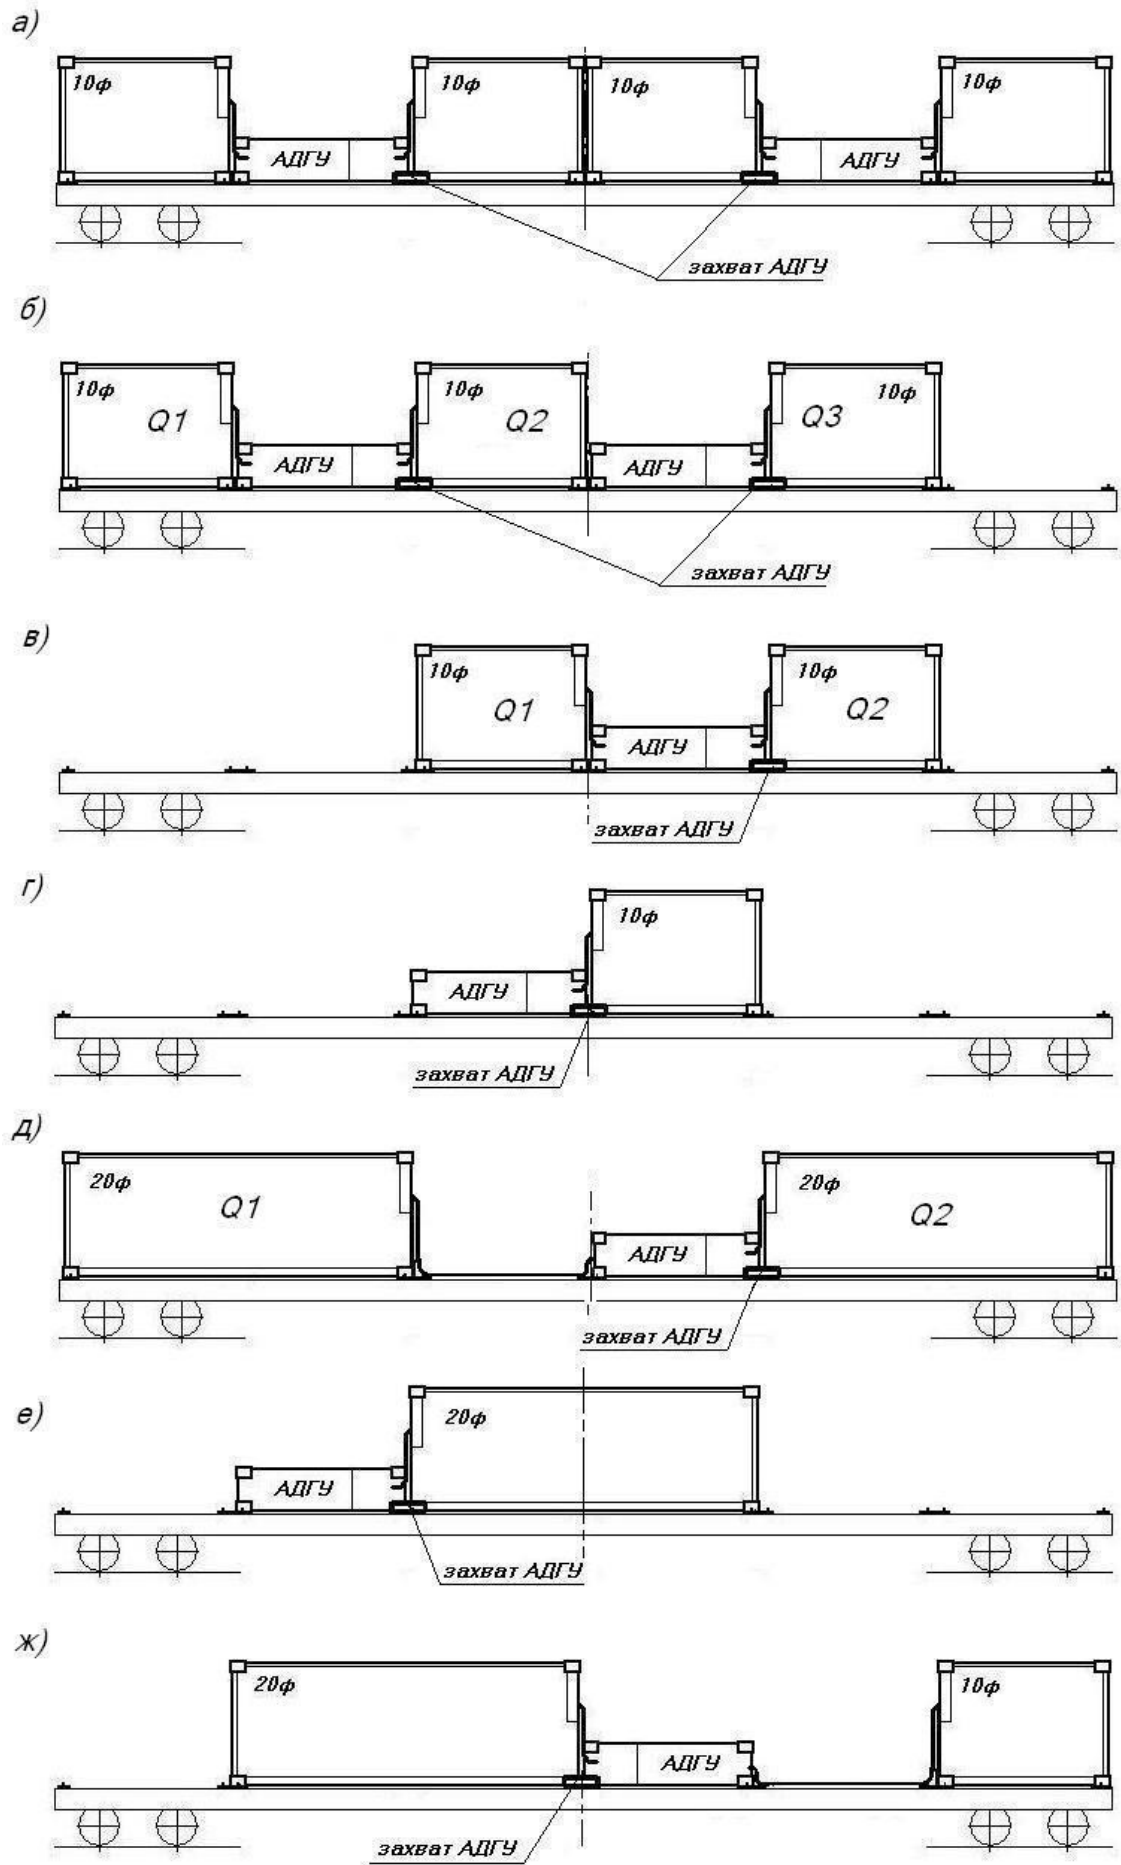 а)
10ф 10ф 10ф 10ф
АДГУ АДГУ
захват АДГУ
б)
10ф 10ф 10ф
Q1 Q2 Q3
АДГУ АДГУ
захват АДГУ
в)
10ф 10ф
Q1 Q2
АДГУ
захват АДГУ
г)
10ф
АДГУ
захват АДГУ
д)
20ф 20ф
Q1 Q2
АДГУ
захват АДГУ
е)
20ф
АДГУ
захват АДГУ
ж)
20ф 10ф
АДГУ
захват АДГУ